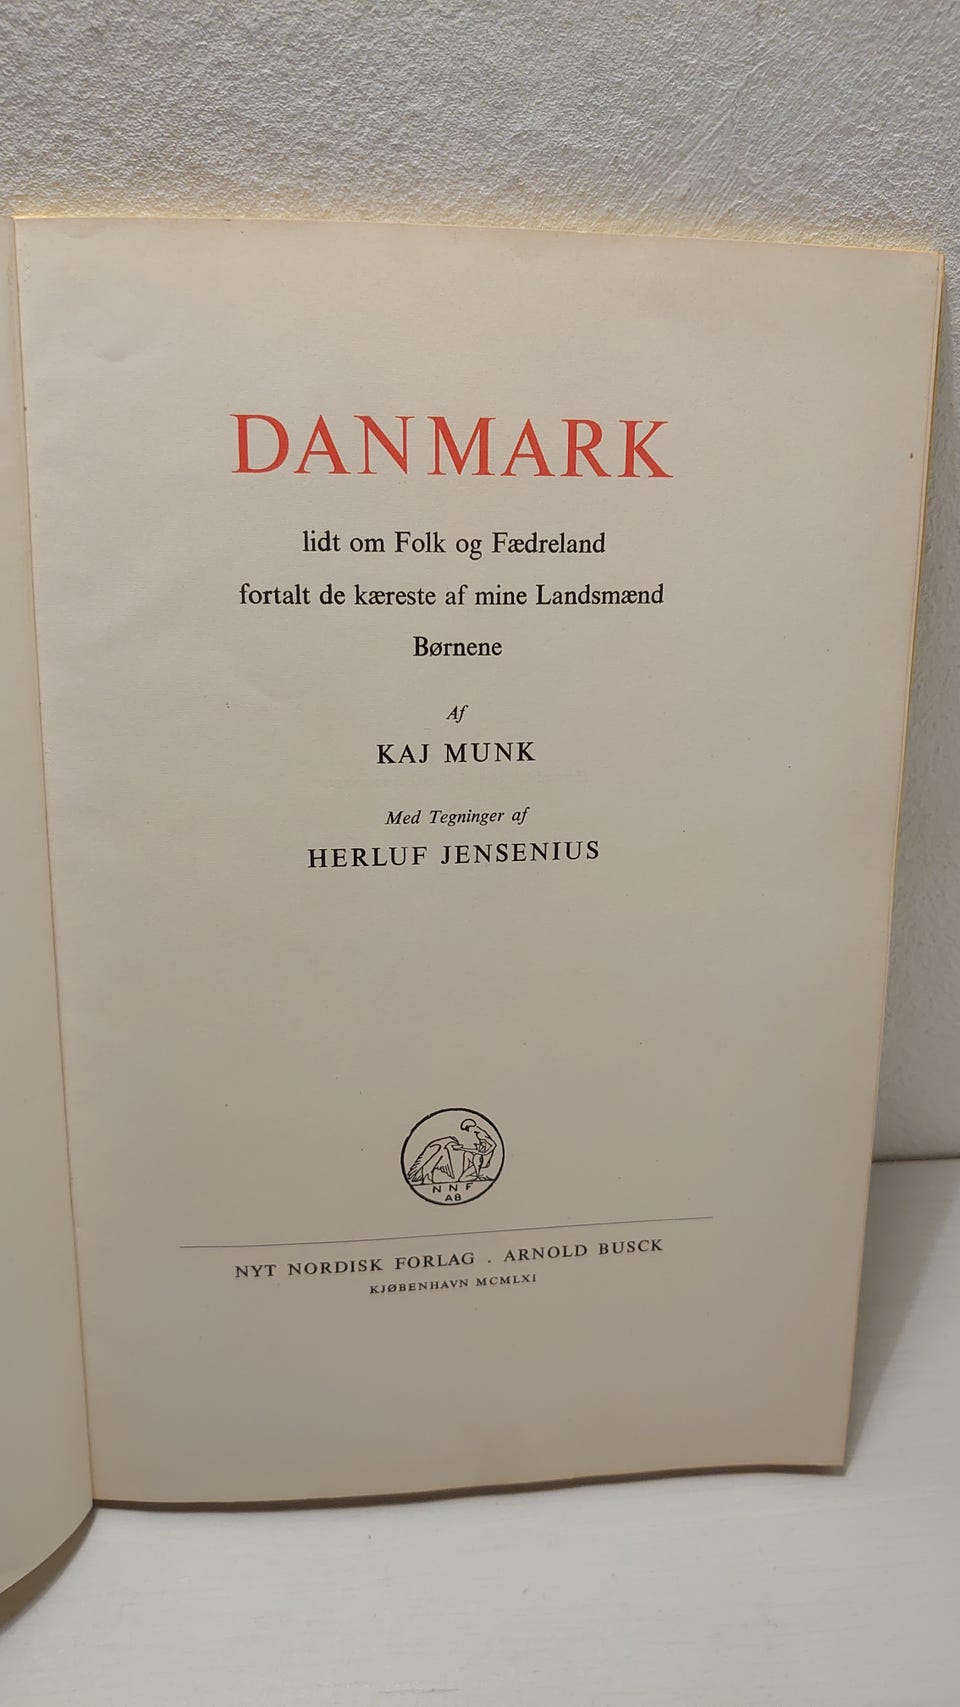 DANMARK
lidt om Folk og Fædreland
fortalt de kæreste af mine Landsmænd
Børnene
Af
KAJ MUNK
Med Tegninger af
HERLUF JENSENIUS
N N F
AB
NYT NORDISK FORLAG . ARNOLD BUSCK
KJØBENHAVN MCMLXI